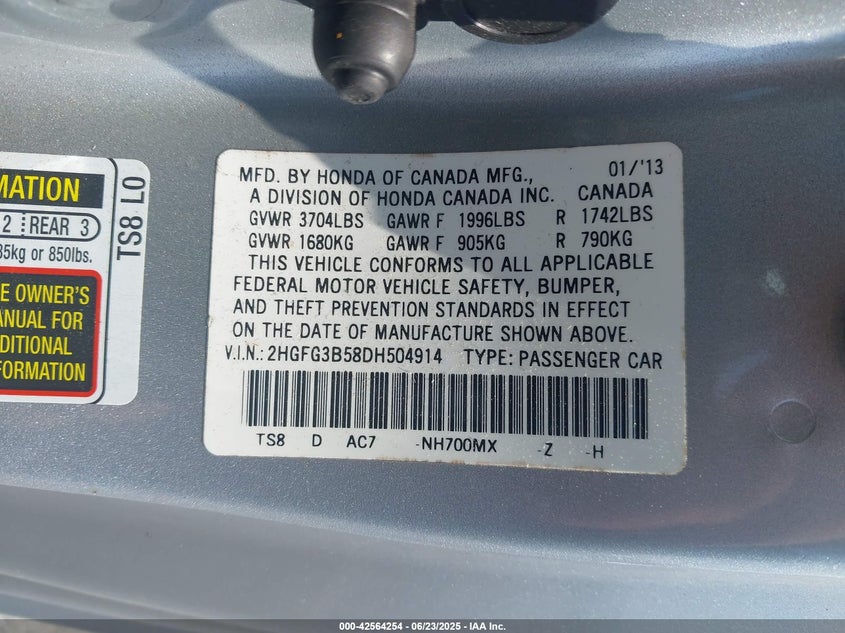 MATION
2 REAR 3
35kg or 850lbs.
E OWNER'S
ANUAL FOR
DITIONAL
FORMATION
TS8 L0
MFD. BY HONDA OF CANADA MFG., 01/'13
A DIVISION OF HONDA CANADA INC. CANADA
GVWR 3704LBS GAWR F 1996LBS R 1742LBS
GVWR 1680KG GAWR F 905KG R 790KG
THIS VEHICLE CONFORMS TO ALL APPLICABLE
FEDERAL MOTOR VEHICLE SAFETY, BUMPER,
AND THEFT PREVENTION STANDARDS IN EFFECT
ON THE DATE OF MANUFACTURE SHOWN ABOVE.
V.I.N.: 2HGFG3B58DH504914 TYPE: PASSENGER CAR
TS8 D AC7 -NH700MX -Z -H
000-42564254 - 06/23/2025 - IAA Inc.